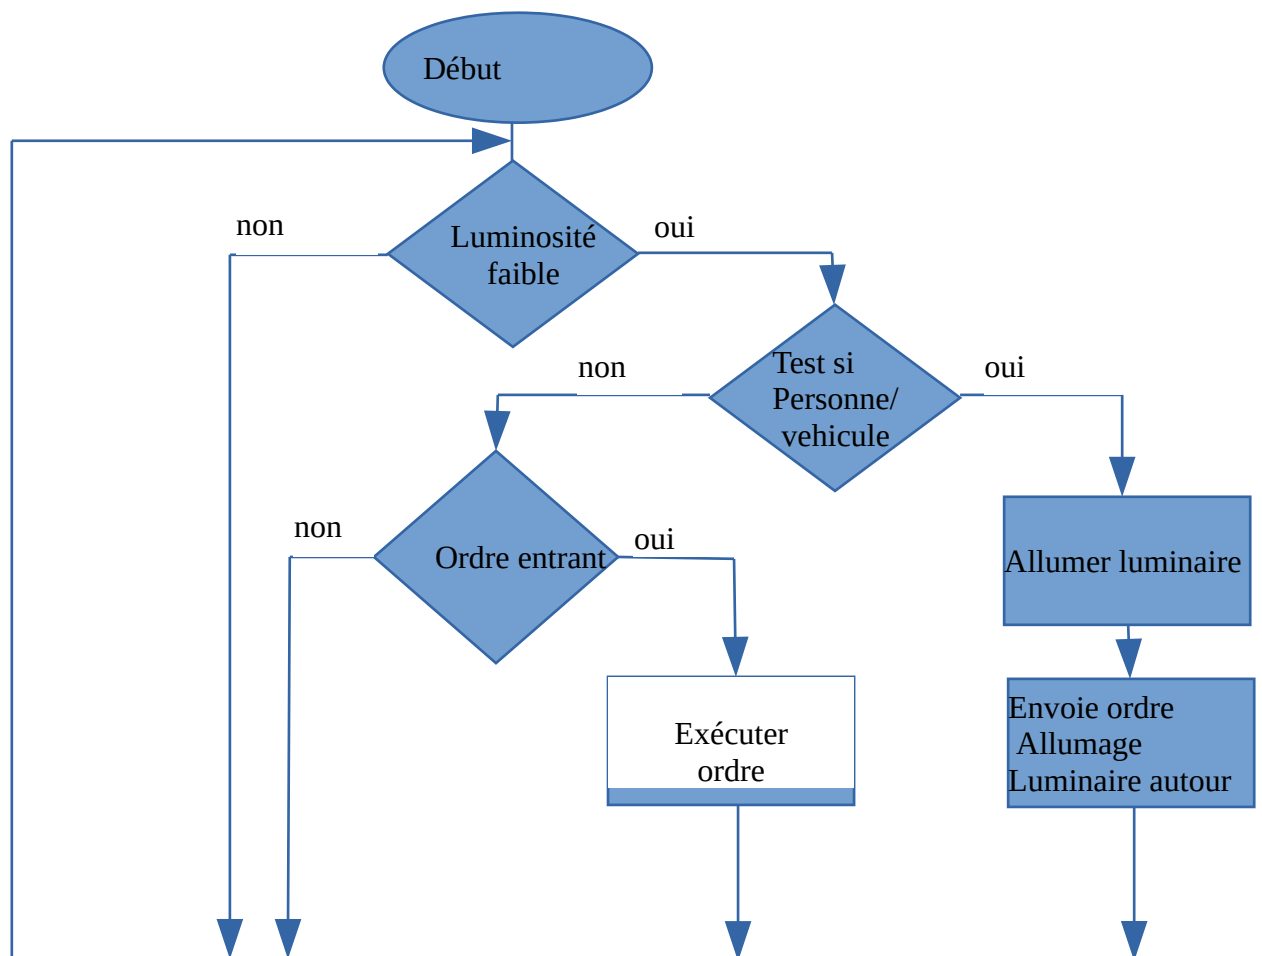 Début
non
oui
Luminosité
faible
non
oui
Test si
Personne/
vehicule
non
oui
Ordre entrant
Allumer luminaire
Exécuter
ordre
Envoie ordre
Allumage
Luminaire autour